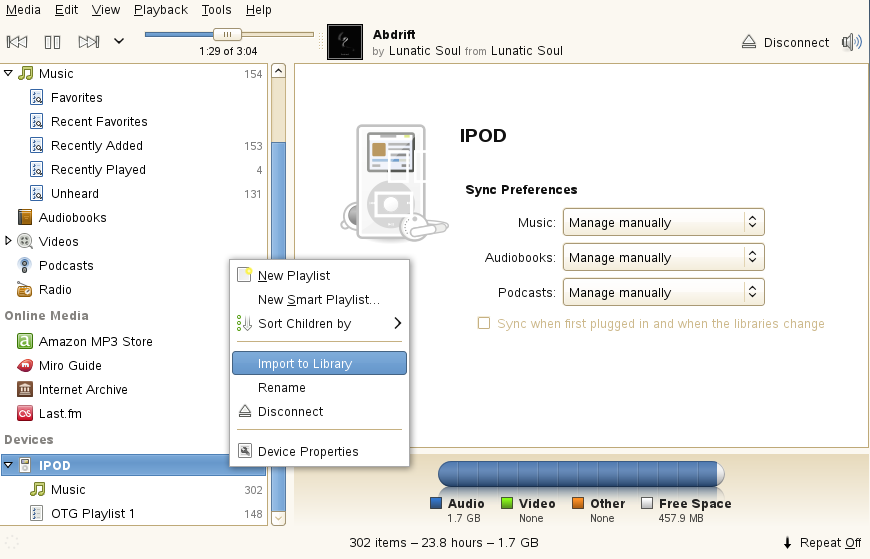 Media Edit View Playback Tools Help
1:29 of 3:04
Abdrift
by Lunatic Soul from Lunatic Soul
Disconnect
Music 154
Favorites
Recent Favorites
Recently Added 153
Recently Played 4
Unheard 131
Audiobooks
Videos
Podcasts
Radio
Online Media
Amazon MP3 Store
Miro Guide
Internet Archive
Last.fm
Devices
IPOD
Music 302
OTG Playlist 1 148
New Playlist
New Smart Playlist...
Sort Children by
Import to Library
Rename
Disconnect
Device Properties
IPOD
Sync Preferences
Music: Manage manually
Audiobooks: Manage manually
Podcasts: Manage manually
Sync when first plugged in and when the libraries change
Audio Video Other Free Space
1.7 GB None None 457.9 MB
302 items – 23.8 hours – 1.7 GB
Repeat Off